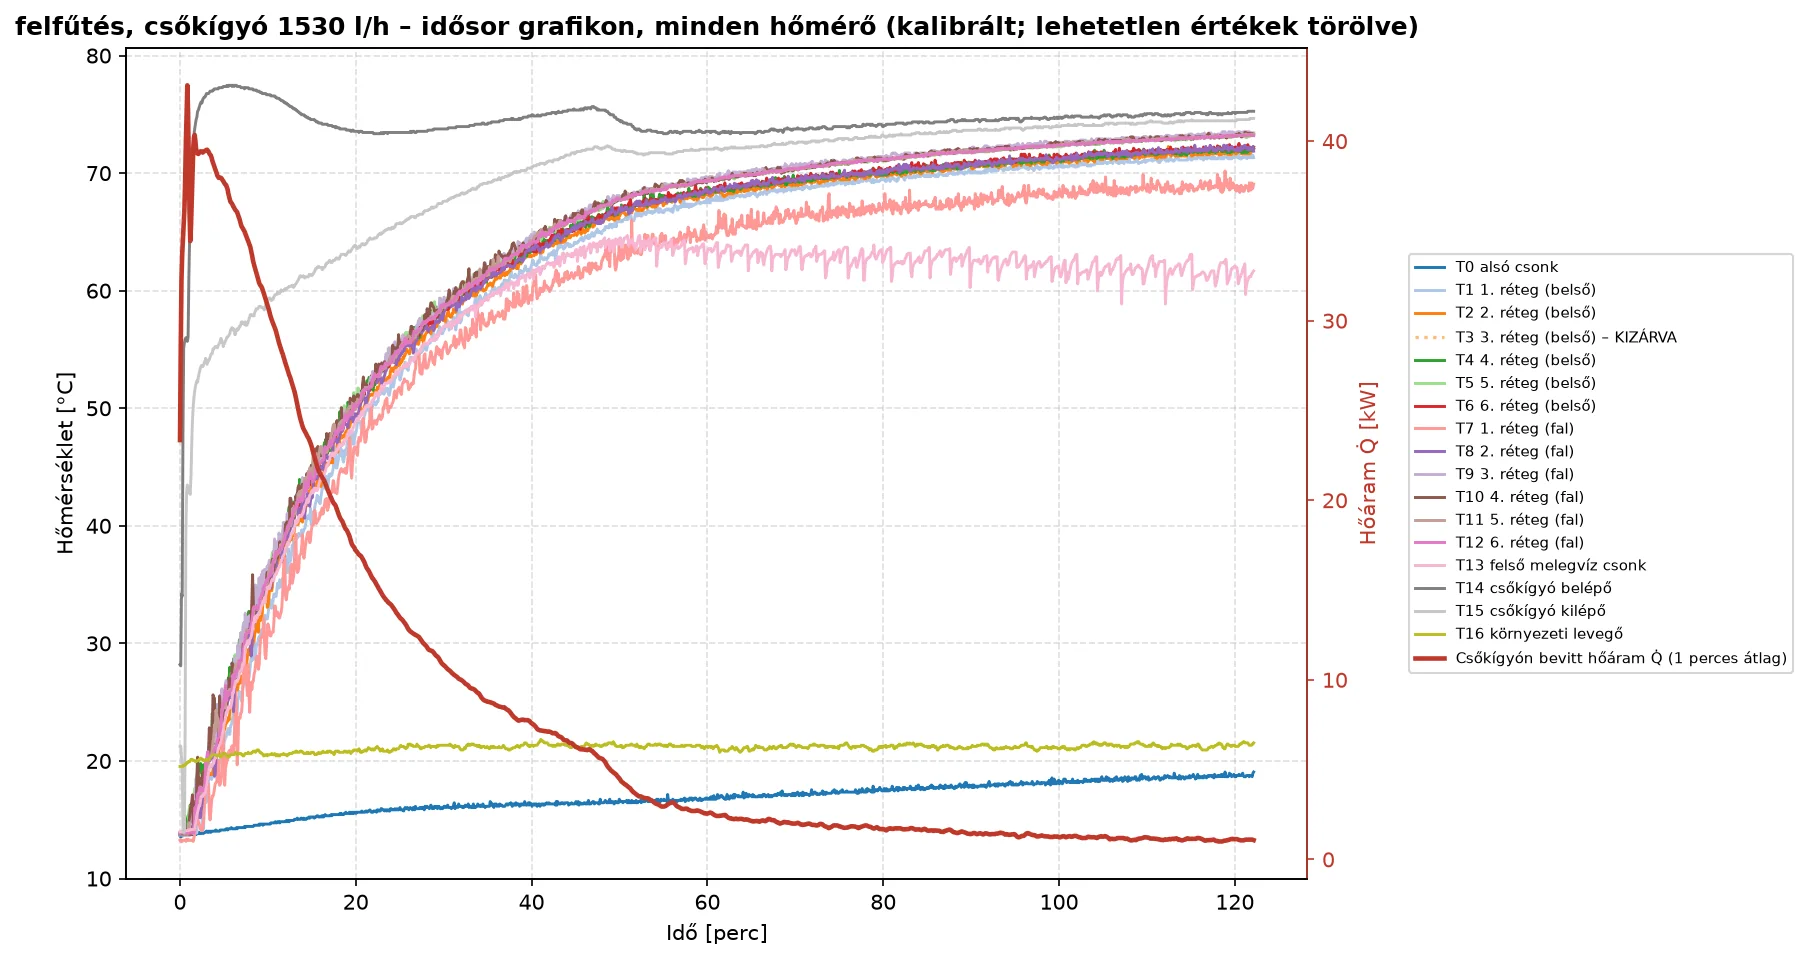 felfűtés, csőkígyó 1530 l/h – idősor grafikon, minden hőmérő (kalibrált; lehetetlen értékek törölve)
Hőmérséklet [°C]
80
70
60
50
40
30
20
10
0
20
40
60
80
100
120
Idő [perc]
40
30
20
10
0
Hőáram Q̇ [kW]
T0 alsó csonk
T1 1. réteg (belső)
T2 2. réteg (belső)
T3 3. réteg (belső) – KIZÁRVA
T4 4. réteg (belső)
T5 5. réteg (belső)
T6 6. réteg (belső)
T7 1. réteg (fal)
T8 2. réteg (fal)
T9 3. réteg (fal)
T10 4. réteg (fal)
T11 5. réteg (fal)
T12 6. réteg (fal)
T13 felső melegvíz csonk
T14 csőkígyó belépő
T15 csőkígyó kilépő
T16 környezeti levegő
Csőkígyón bevitt hőáram Q̇ (1 perces átlag)